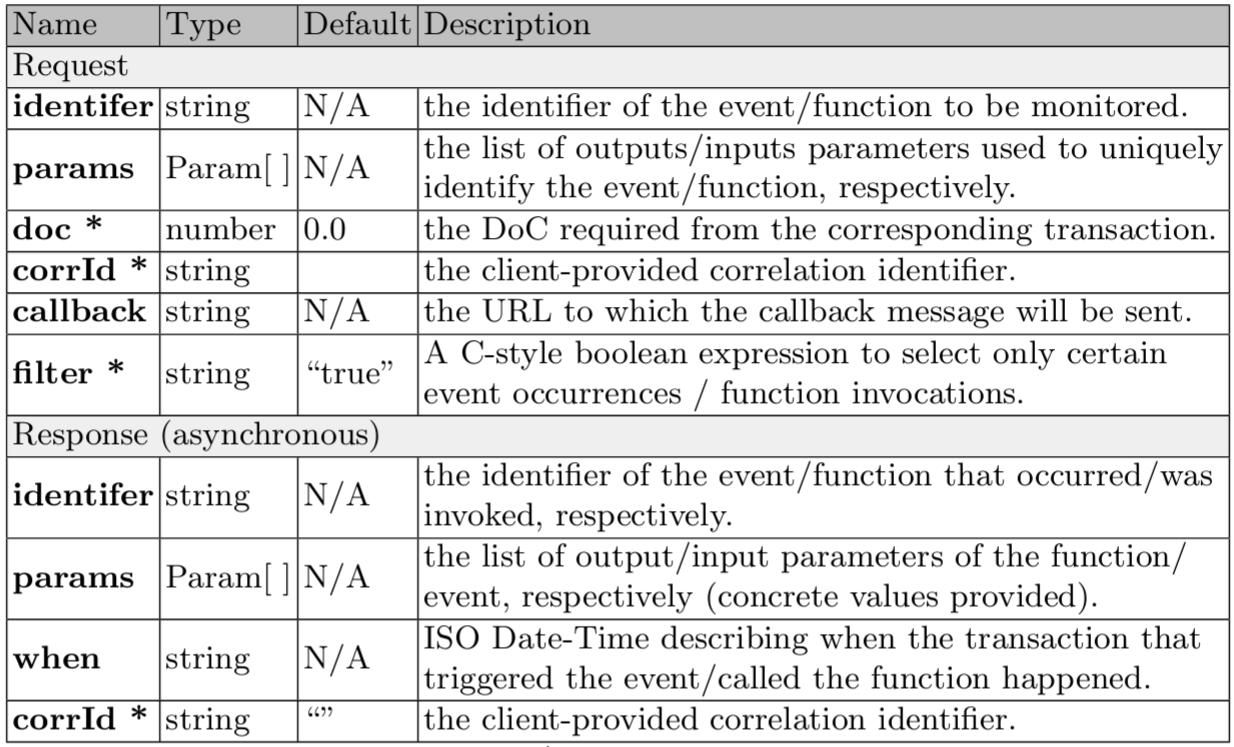 Name Type Default Description
Request
identifer string N/A the identifier of the event/function to be monitored.
params Param[ ] N/A the list of outputs/inputs parameters used to uniquely
identify the event/function, respectively.
doc * number 0.0 the DoC required from the corresponding transaction.
corrId * string the client-provided correlation identifier.
callback string N/A the URL to which the callback message will be sent.
filter * string “true” A C-style boolean expression to select only certain
event occurrences / function invocations.
Response (asynchronous)
identifer string N/A the identifier of the event/function that occurred/was
invoked, respectively.
params Param[ ] N/A the list of output/input parameters of the function/
event, respectively (concrete values provided).
when string N/A ISO Date-Time describing when the transaction that
triggered the event/called the function happened.
corrId * string “” the client-provided correlation identifier.